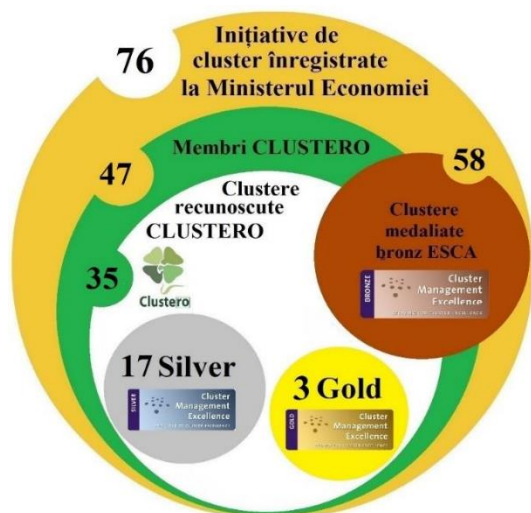 76
Inițiative de
cluster înregistrate
la Ministerul Economiei
47
Membri CLUSTERO
58
Clustere
recunoscute
CLUSTERO
Clustere
medaliate
bronz ESCA
35
Clustero
BRONZE
Cluster
Management
Excellence
17 Silver
SILVER
Cluster
Management
Excellence
3 Gold
GOLD
Cluster
Management
Excellence